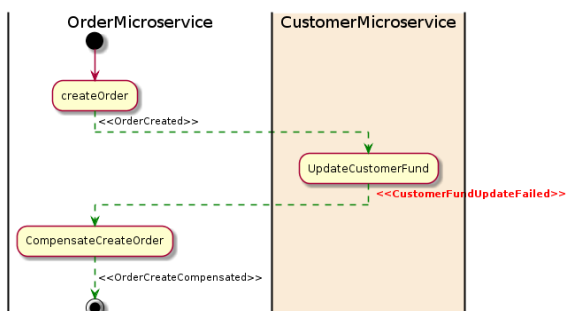 OrderMicroservice
CustomerMicroservice
createOrder
<<OrderCreated>>
UpdateCustomerFund
<<CustomerFundUpdateFailed>>
CompensateCreateOrder
<<OrderCreateCompensated>>